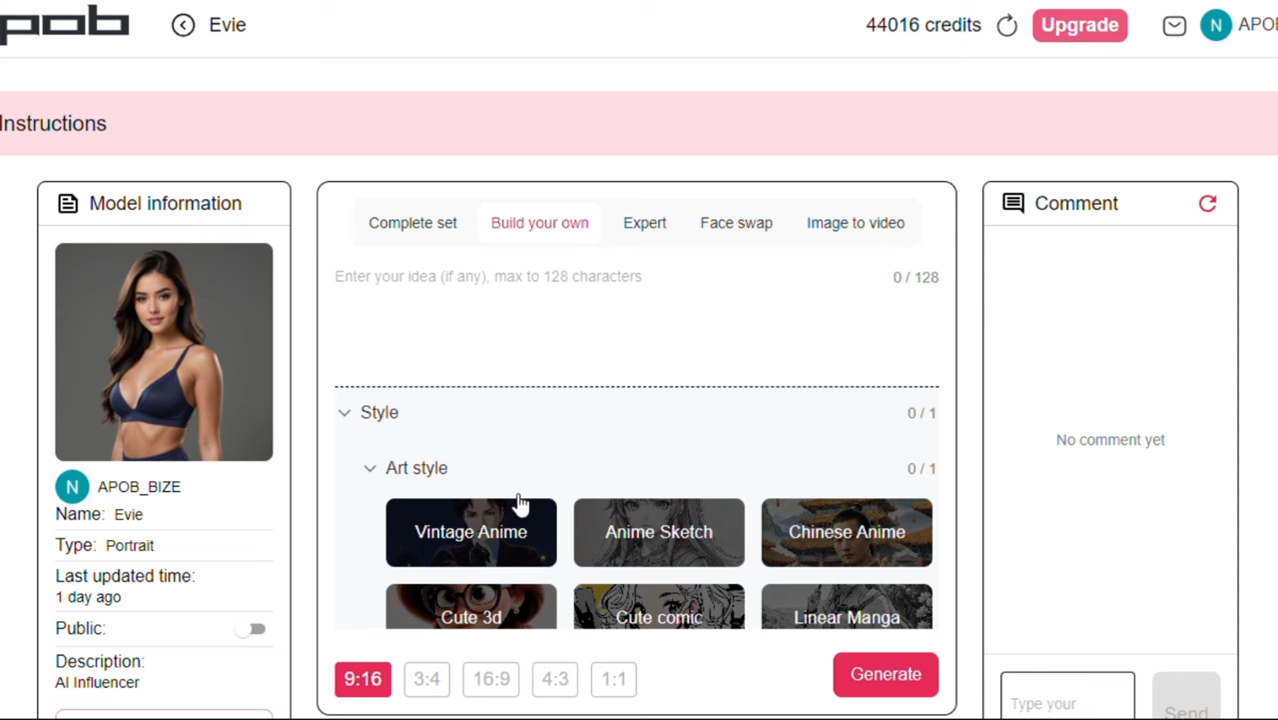 pob
Evie
44016 credits
Upgrade
N
APOB
Instructions
Model information
N APOB_BIZE
Name: Evie
Type: Portrait
Last updated time:
1 day ago
Public:
Description:
AI Influencer
Complete set
Build your own
Expert
Face swap
Image to video
Enter your idea (if any), max to 128 characters
0 / 128
Style
0 / 1
Art style
0 / 1
Vintage Anime
Anime Sketch
Chinese Anime
Cute 3d
Cute comic
Linear Manga
9:16
3:4
16:9
4:3
1:1
Generate
Comment
No comment yet
Type your
Send